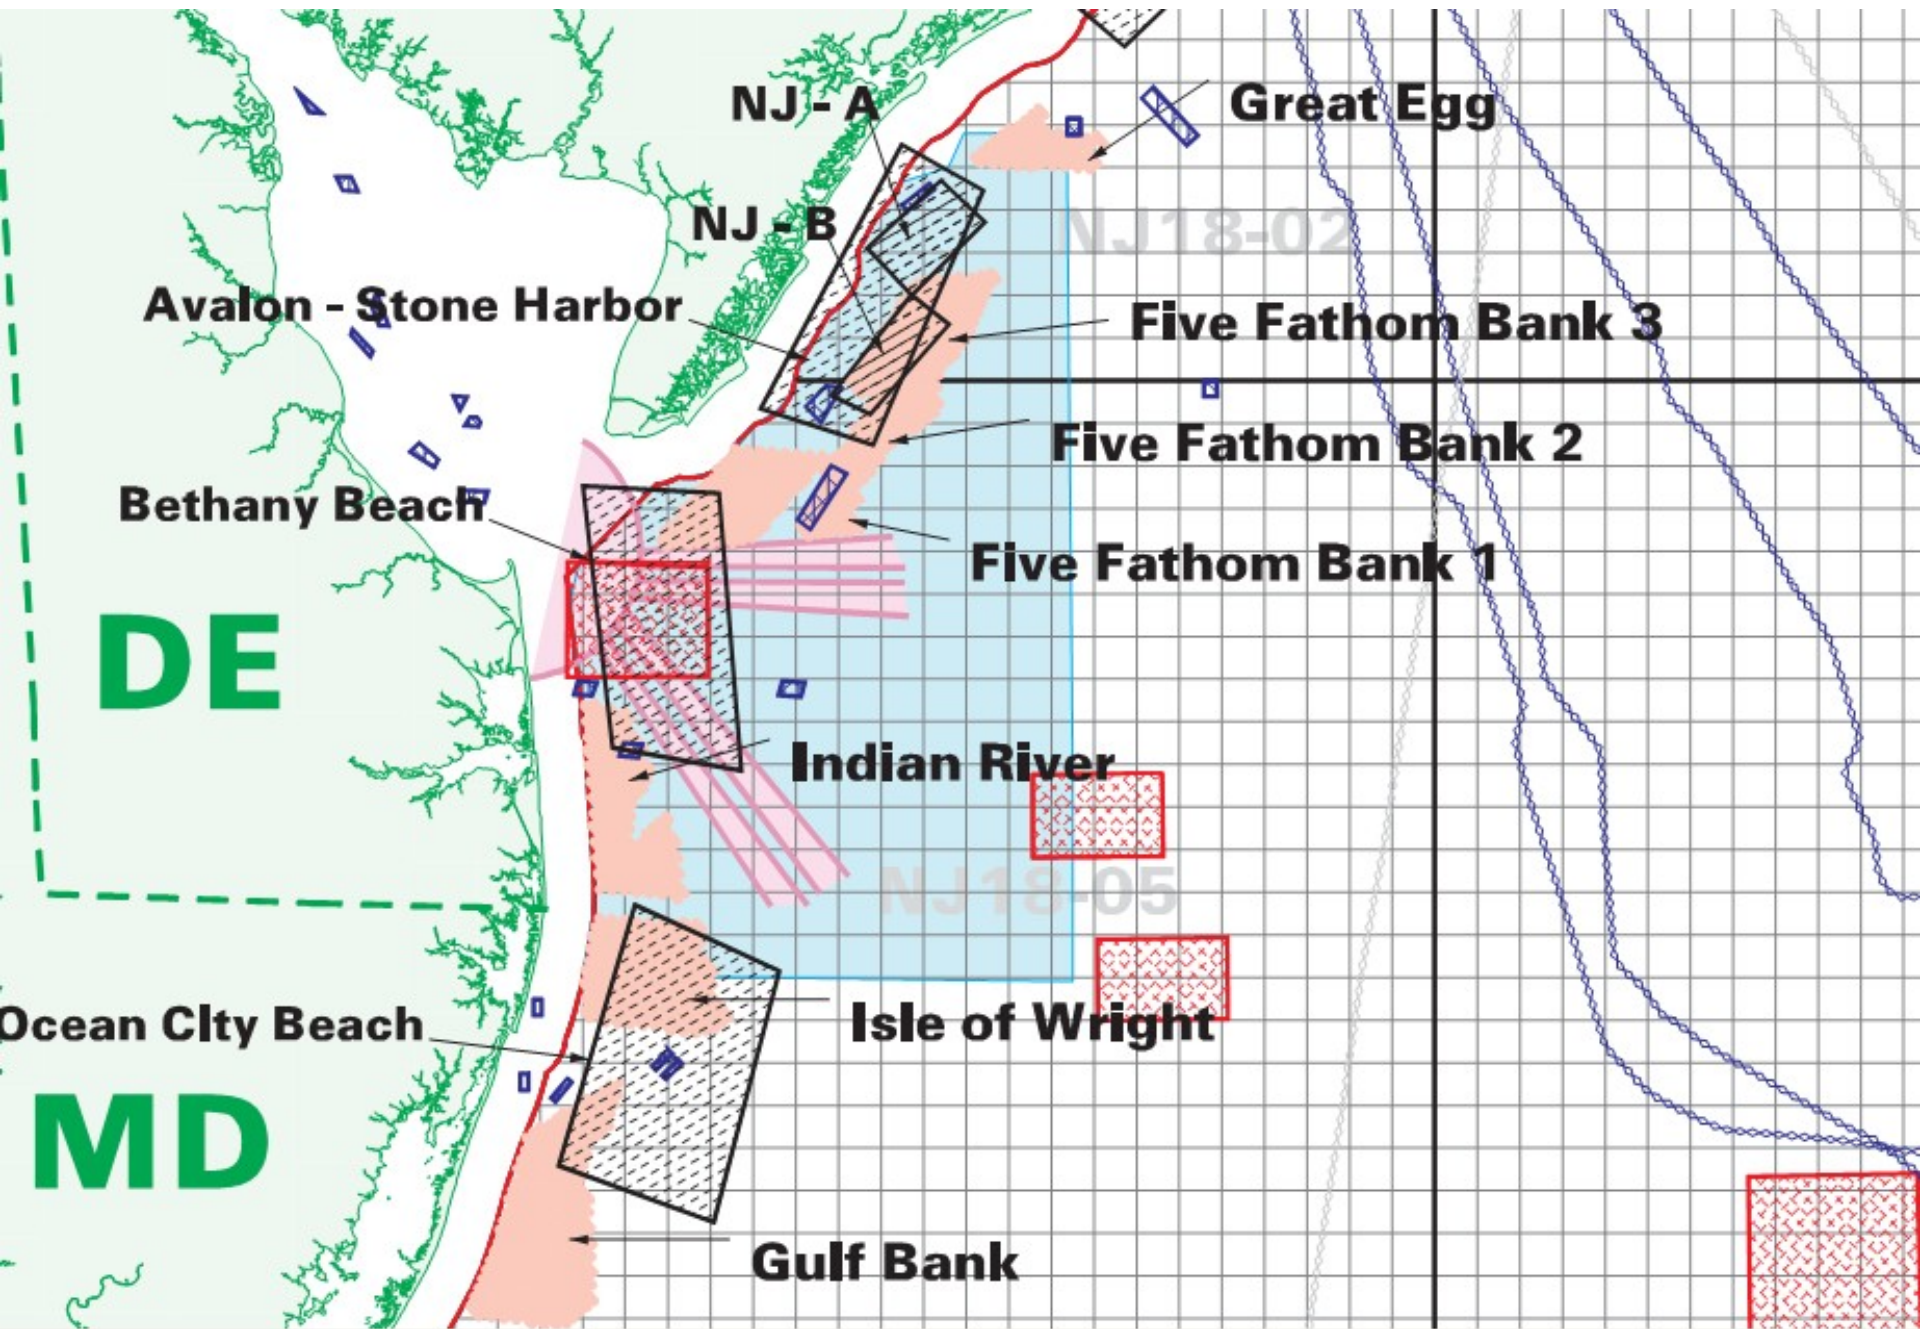 NJ - A
Great Egg
NJ - B
NJ18-02
Avalon - Stone Harbor
Five Fathom Bank 3
Five Fathom Bank 2
Bethany Beach
Five Fathom Bank 1
DE
Indian River
NJ18-05
Ocean CIty Beach
Isle of Wright
MD
Gulf Bank